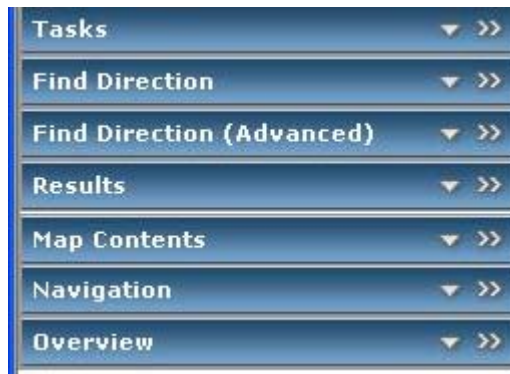 Tasks
Find Direction
Find Direction (Advanced)
Results
Map Contents
Navigation
Overview